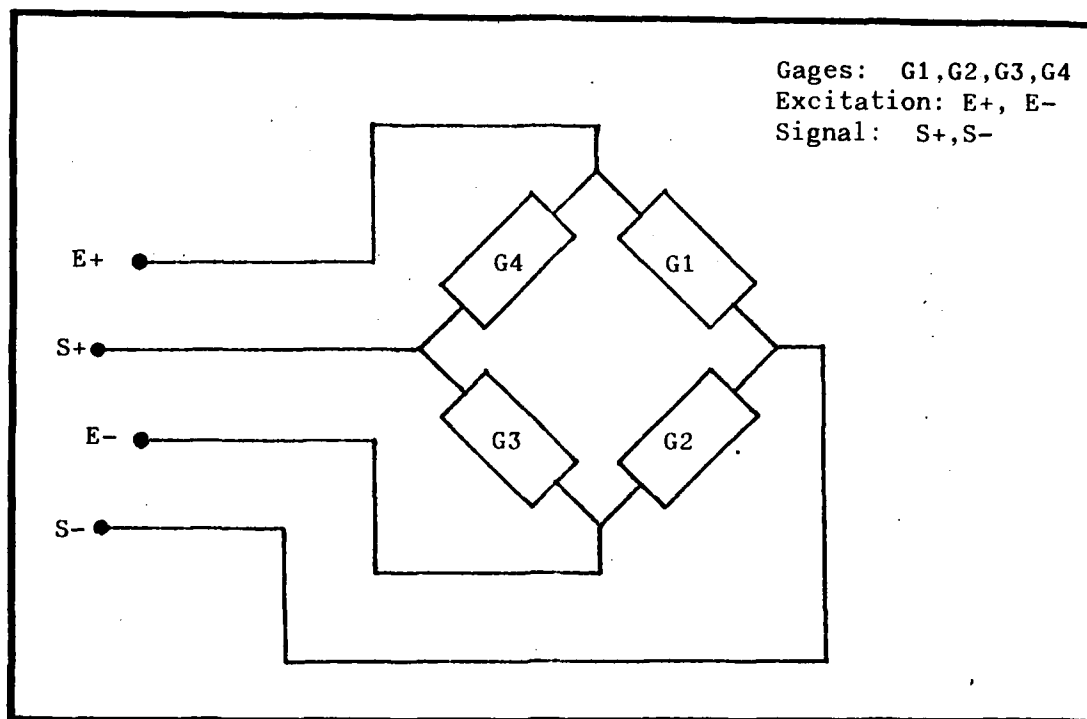 Gages: G1,G2,G3,G4
Excitation: E+, E-
Signal: S+,S-
E+
S+
E-
S-
G4
G1
G3
G2